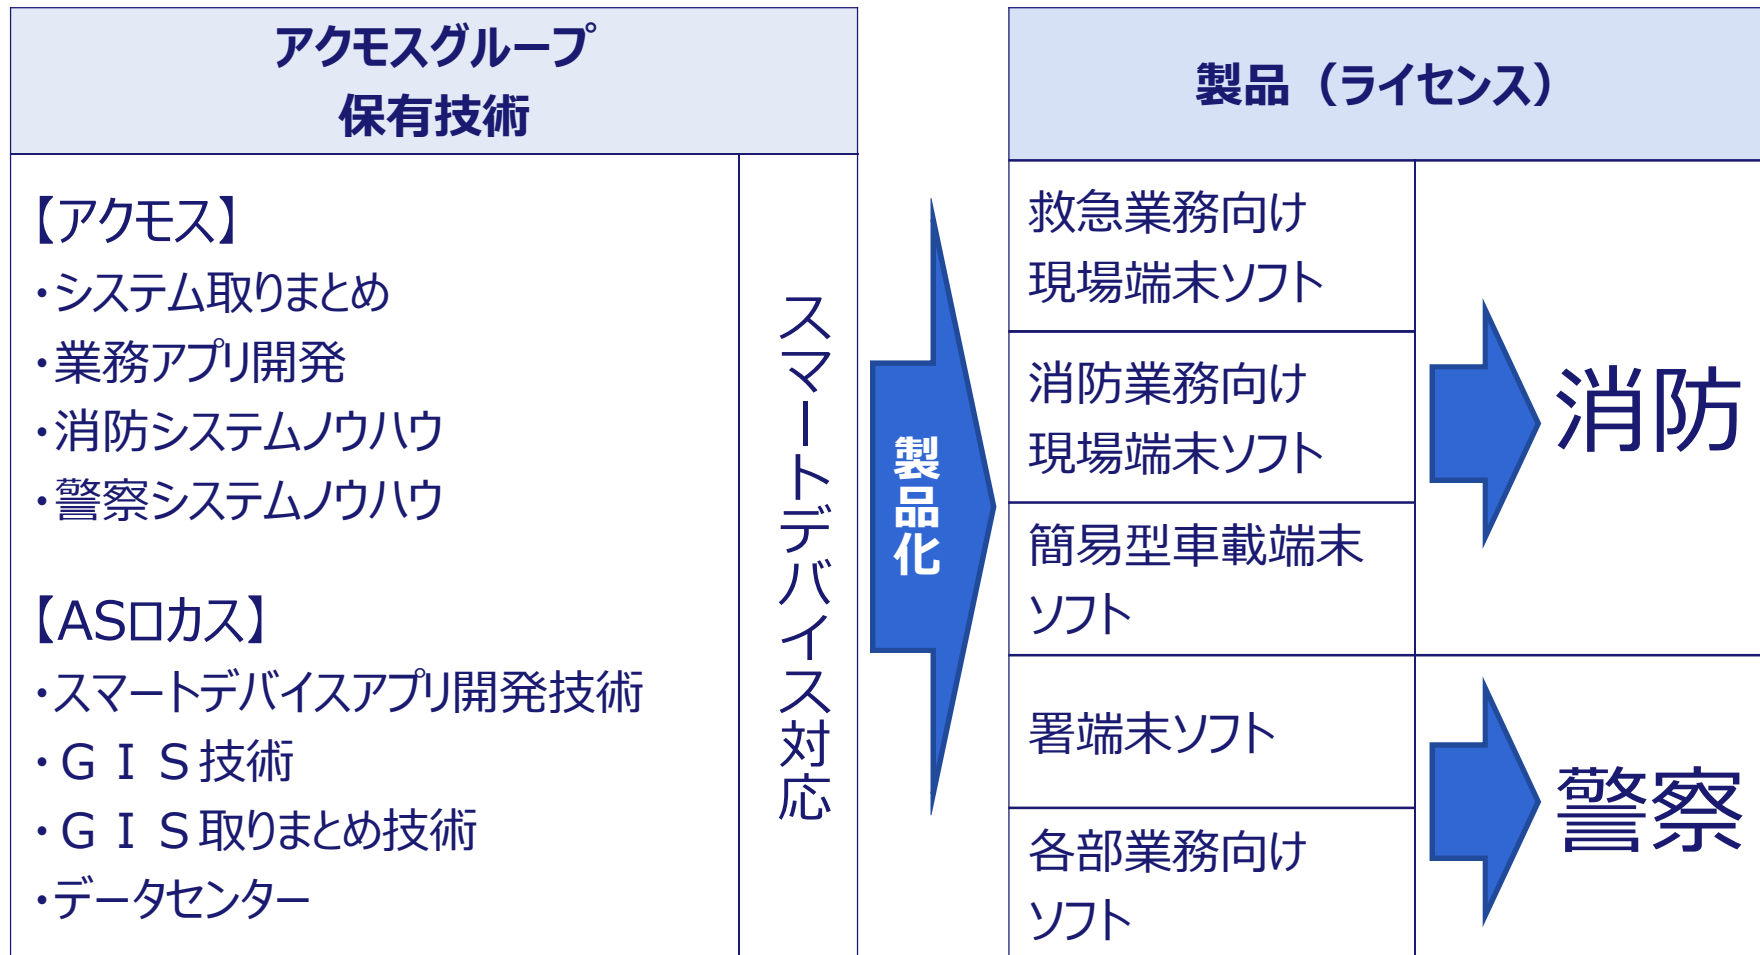 アクモスグループ
保有技術
【アクモス】
・システム取りまとめ
・業務アプリ開発
・消防システムノウハウ
・警察システムノウハウ
【ASロカス】
・スマートデバイスアプリ開発技術
・ＧＩＳ技術
・ＧＩＳ取りまとめ技術
・データセンター
スマートデバイス対応
製品化
製品（ライセンス）
救急業務向け
現場端末ソフト
消防業務向け
現場端末ソフト
簡易型車載端末
ソフト
消防
署端末ソフト
各部業務向け
ソフト
警察